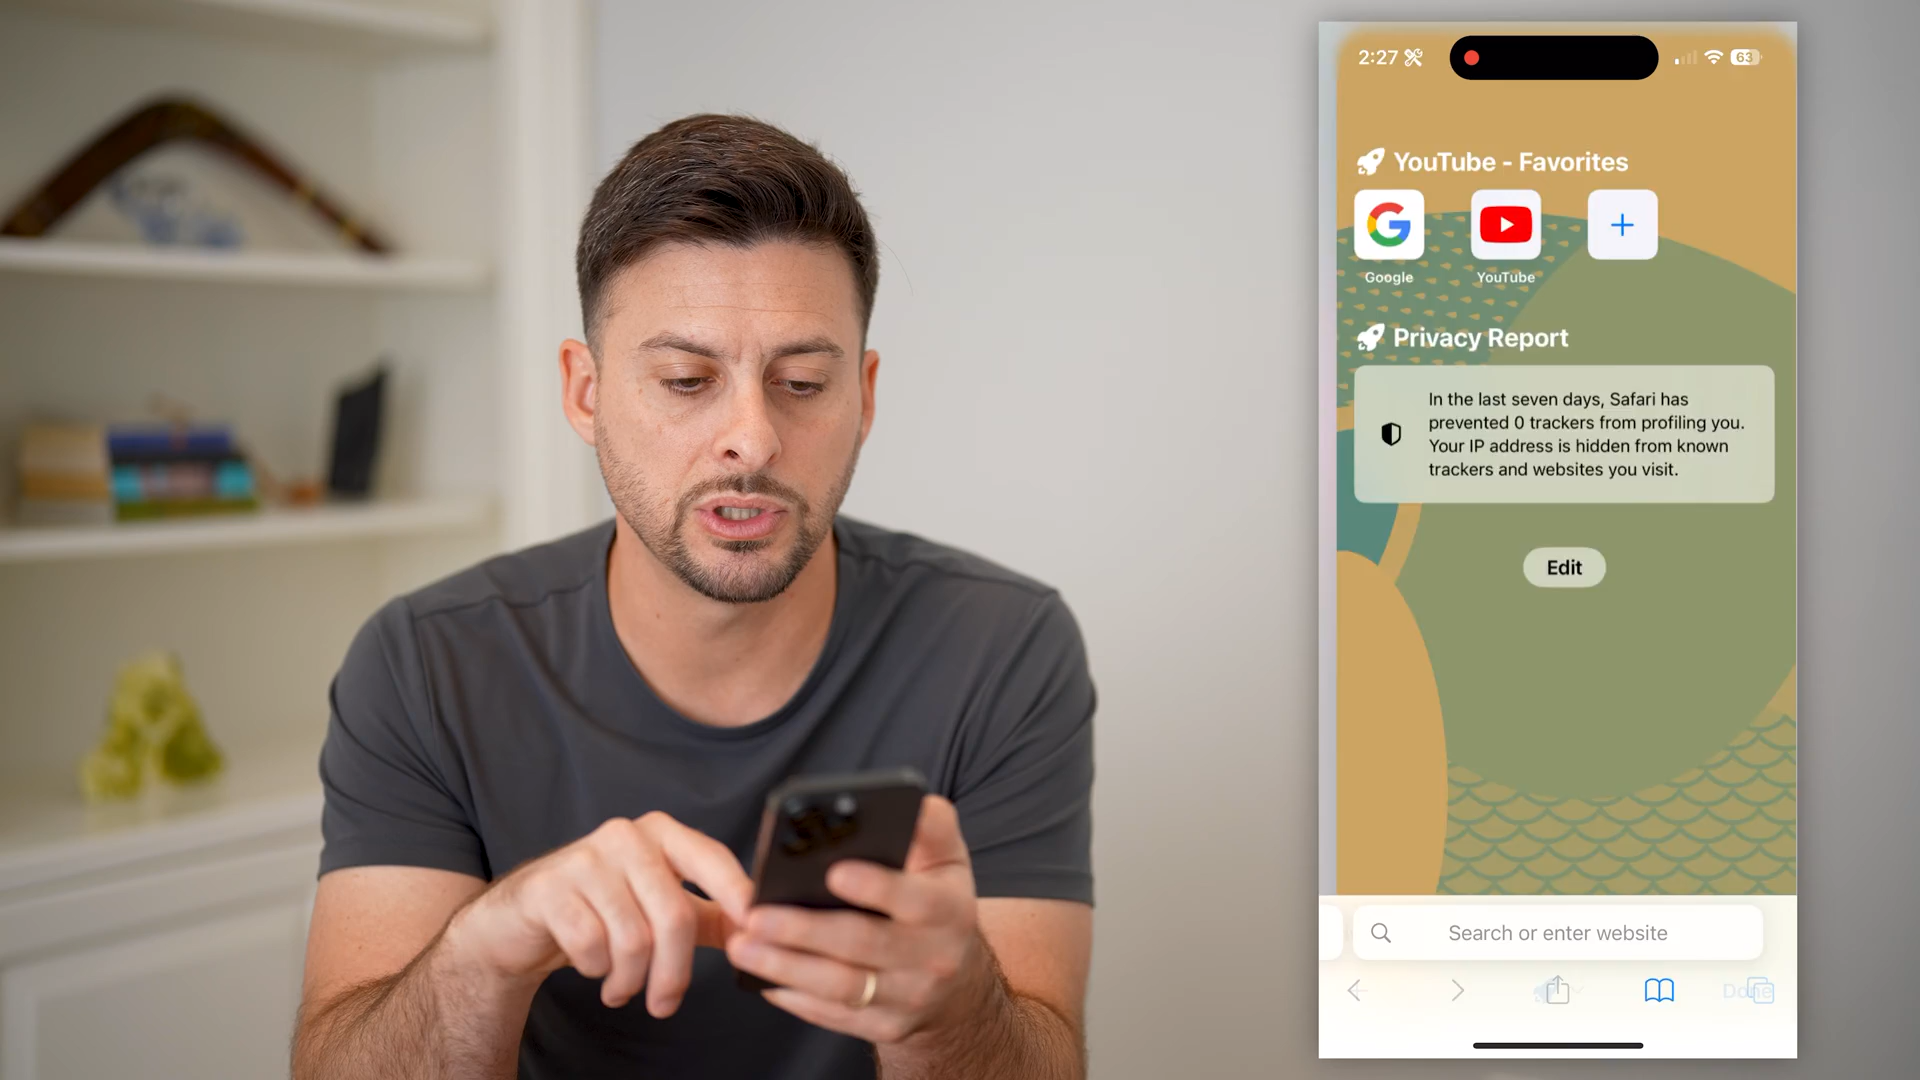 2:27
63
YouTube - Favorites
Google
YouTube
Privacy Report
In the last seven days, Safari has
prevented 0 trackers from profiling you.
Your IP address is hidden from known
trackers and websites you visit.
Edit
Search or enter website
Done